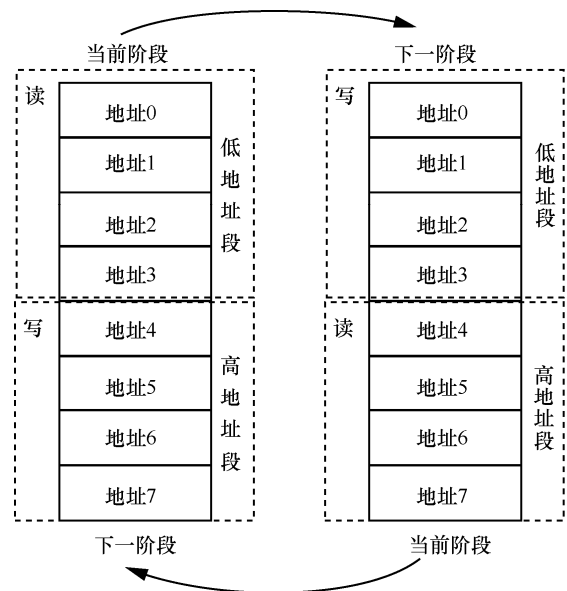 当前阶段
下一阶段
读
地址0
地址1
地址2
地址3
低地址段
写
地址4
地址5
地址6
地址7
高地址段
写
地址0
地址1
地址2
地址3
低地址段
读
地址4
地址5
地址6
地址7
高地址段
下一阶段
当前阶段